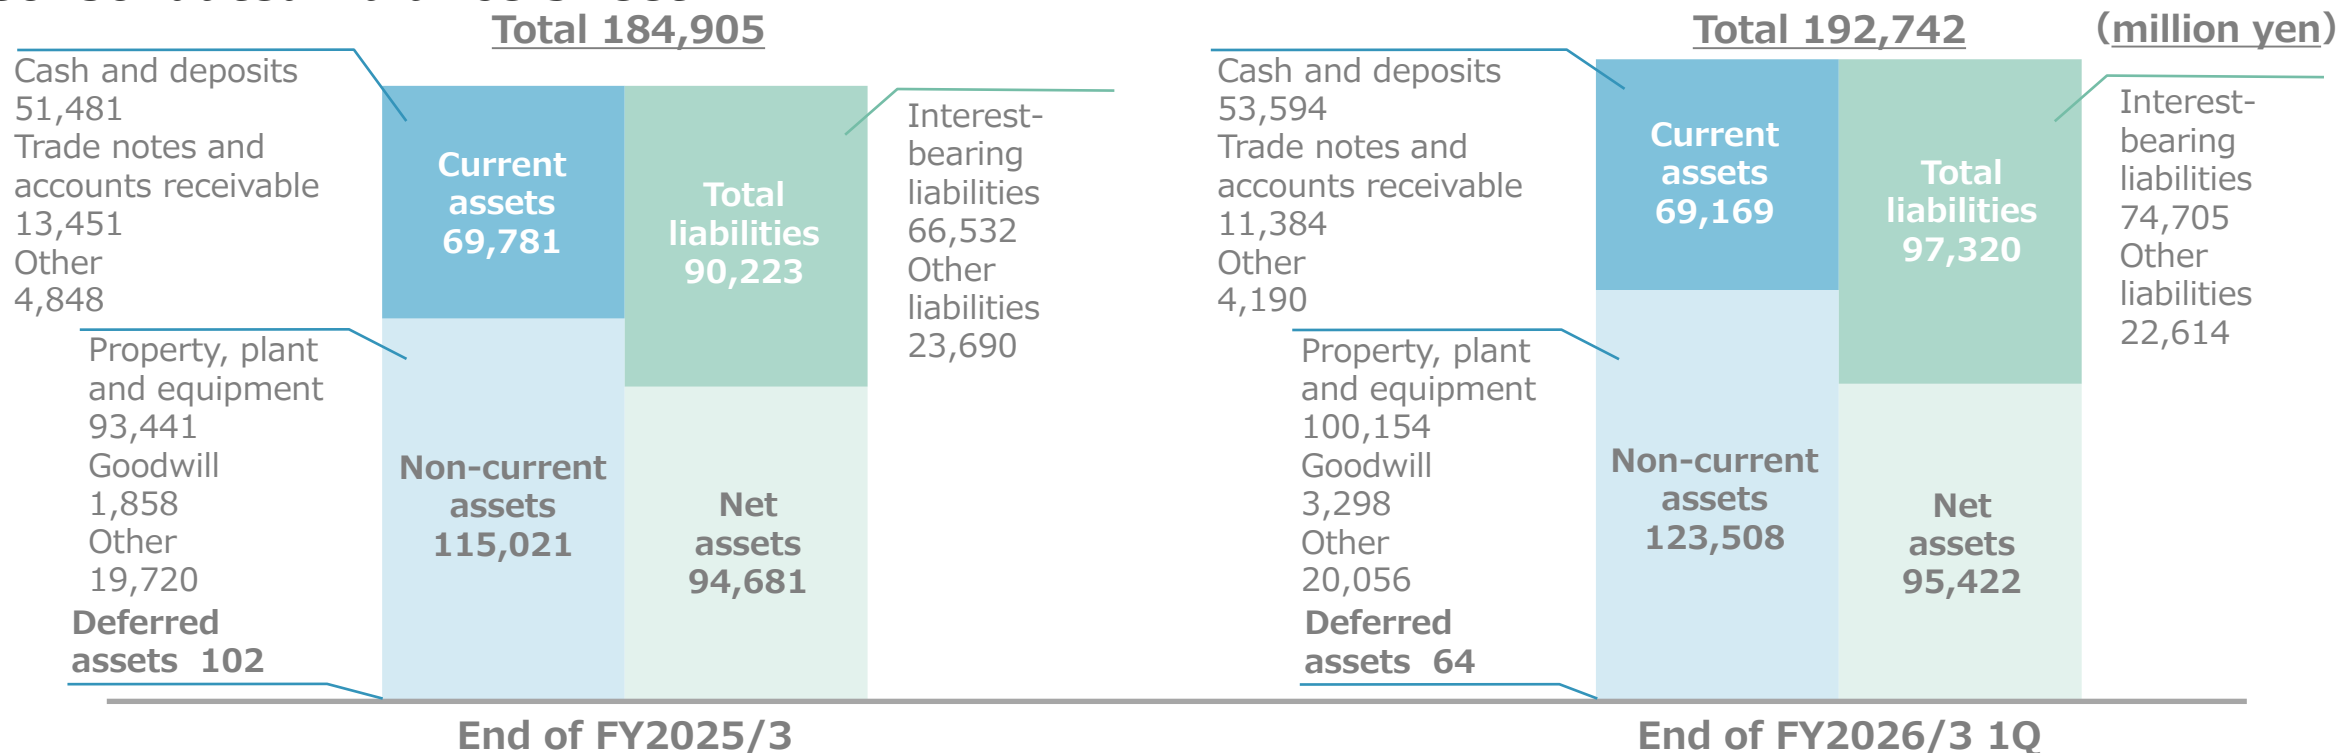 Total 184,905
Cash and deposits
51,481
Trade notes and
accounts receivable
13,451
Other
4,848
Property, plant
and equipment
93,441
Goodwill
1,858
Other
19,720
Deferred
assets 102
Current
assets
69,781
Non-current
assets
115,021
Total
liabilities
90,223
Net
assets
94,681
Interest-
bearing
liabilities
66,532
Other
liabilities
23,690
End of FY2025/3
Total 192,742
(million yen)
Cash and deposits
53,594
Trade notes and
accounts receivable
11,384
Other
4,190
Property, plant
and equipment
100,154
Goodwill
3,298
Other
20,056
Deferred
assets 64
Current
assets
69,169
Non-current
assets
123,508
Total
liabilities
97,320
Net
assets
95,422
Interest-
bearing
liabilities
74,705
Other
liabilities
22,614
End of FY2026/3 1Q